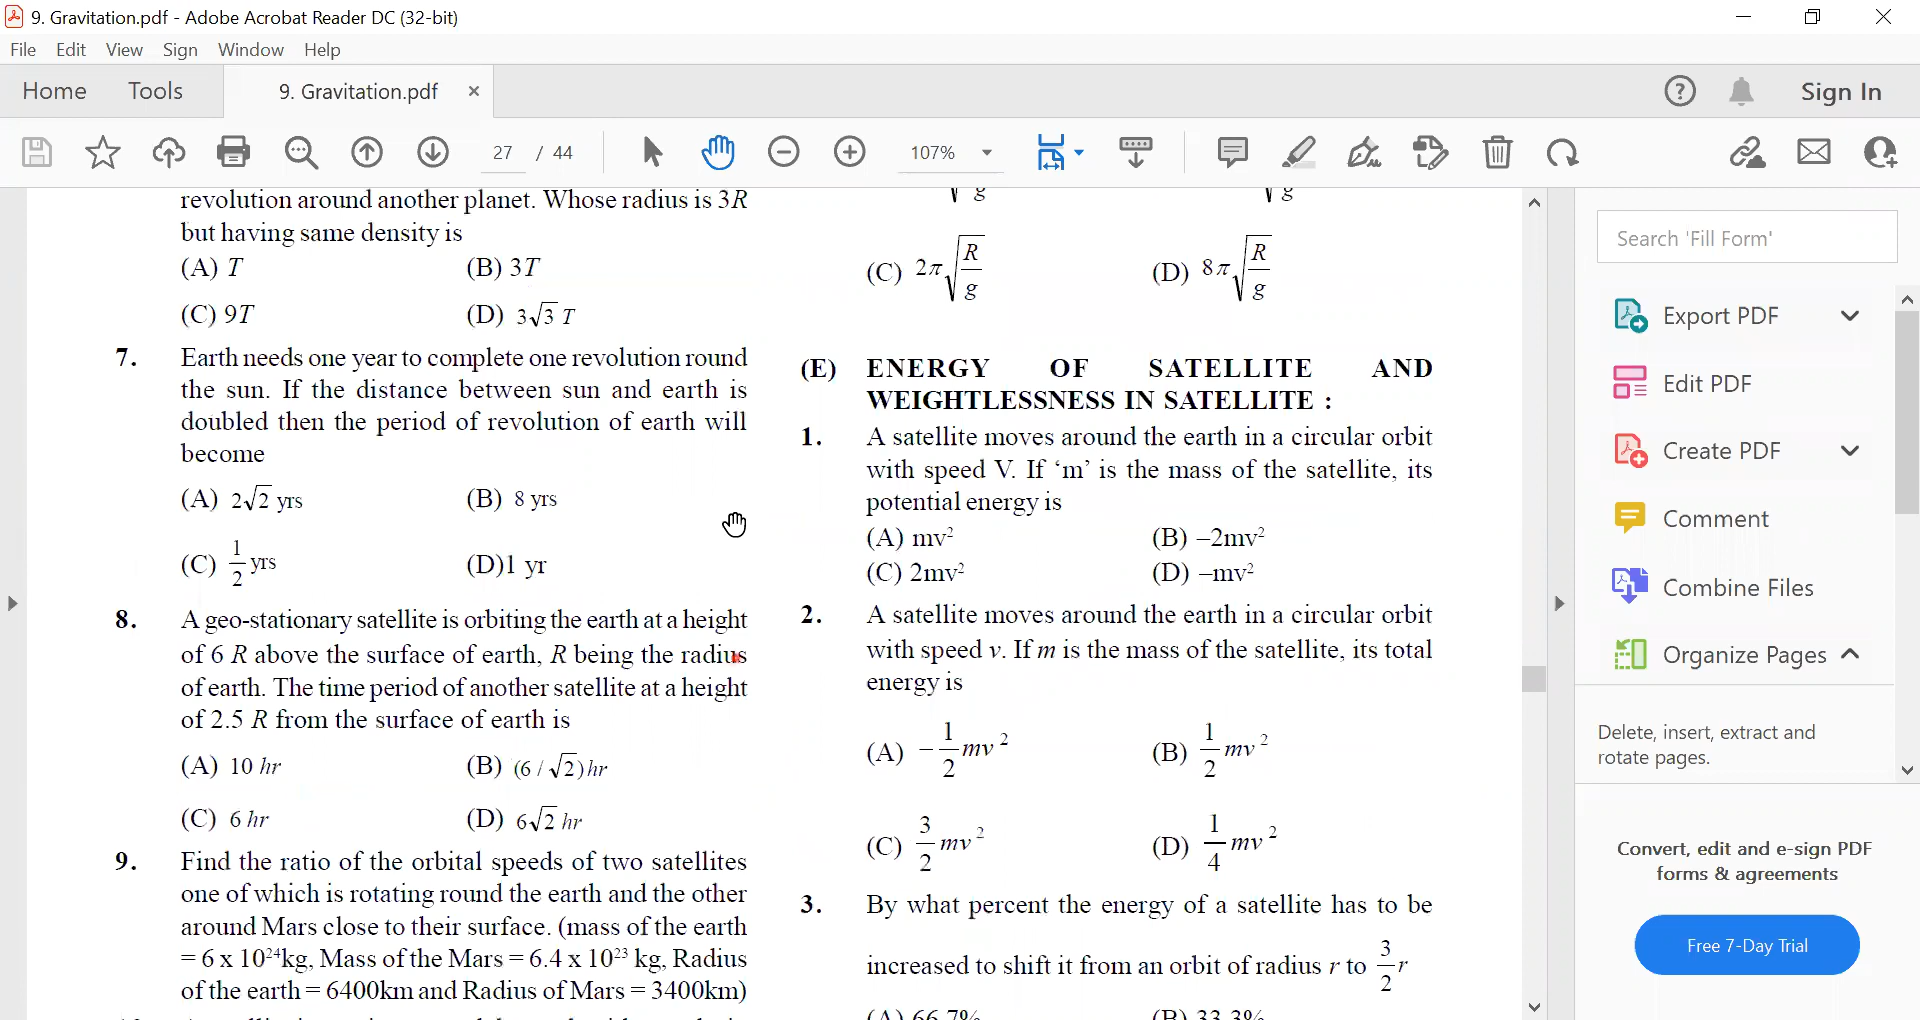 9. Gravitation.pdf - Adobe Acrobat Reader DC (32-bit)
File Edit View Sign Window Help
Home Tools 9. Gravitation.pdf × Sign In
27 / 44 107%
revolution around another planet. Whose radius is 3R
but having same density is
(A) T (B) 3T
(C) 9T (D) 3√3 T
7. Earth needs one year to complete one revolution round
the sun. If the distance between sun and earth is
doubled then the period of revolution of earth will
become
(A) 2√2 yrs (B) 8 yrs
(C) 1/2 yrs (D)1 yr
8. A geo-stationary satellite is orbiting the earth at a height
of 6 R above the surface of earth, R being the radius
of earth. The time period of another satellite at a height
of 2.5 R from the surface of earth is
(A) 10 hr (B) (6 / √2) hr
(C) 6 hr (D) 6√2 hr
9. Find the ratio of the orbital speeds of two satellites
one of which is rotating round the earth and the other
around Mars close to their surface. (mass of the earth
= 6 x 10²⁴kg, Mass of the Mars = 6.4 x 10²³ kg, Radius
of the earth = 6400km and Radius of Mars = 3400km)
√g √g
(C) 2π√(R/g) (D) 8π√(R/g)
(E) ENERGY OF SATELLITE AND
WEIGHTLESSNESS IN SATELLITE :
1. A satellite moves around the earth in a circular orbit
with speed V. If ‘m’ is the mass of the satellite, its
potential energy is
(A) mv² (B) –2mv²
(C) 2mv² (D) –mv²
2. A satellite moves around the earth in a circular orbit
with speed v. If m is the mass of the satellite, its total
energy is
(A) −1/2 mv² (B) 1/2 mv²
(C) 3/2 mv² (D) 1/4 mv²
3. By what percent the energy of a satellite has to be
increased to shift it from an orbit of radius r to 3/2 r
(A) 66.7% (B) 33.3%
Search 'Fill Form'
Export PDF
Edit PDF
Create PDF
Comment
Combine Files
Organize Pages
Delete, insert, extract and
rotate pages.
Convert, edit and e-sign PDF
forms & agreements
Free 7-Day Trial